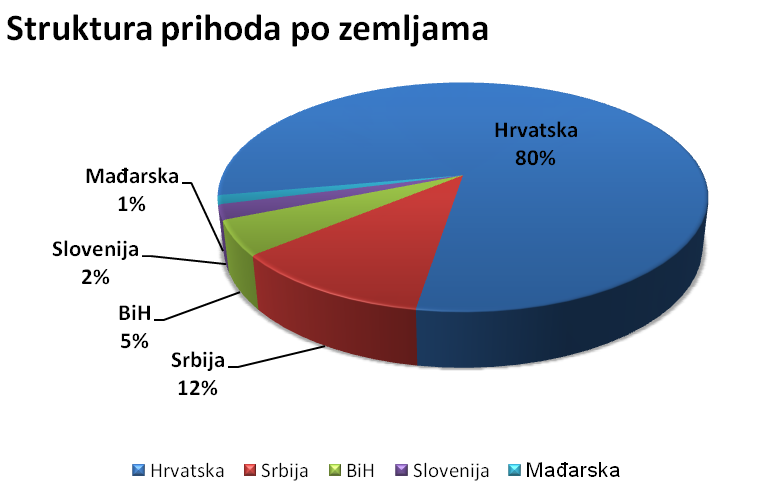 Struktura prihoda po zemljama
Hrvatska
80%
Mađarska
1%
Slovenija
2%
BiH
5%
Srbija
12%
Hrvatska Srbija BiH Slovenija Mađarska